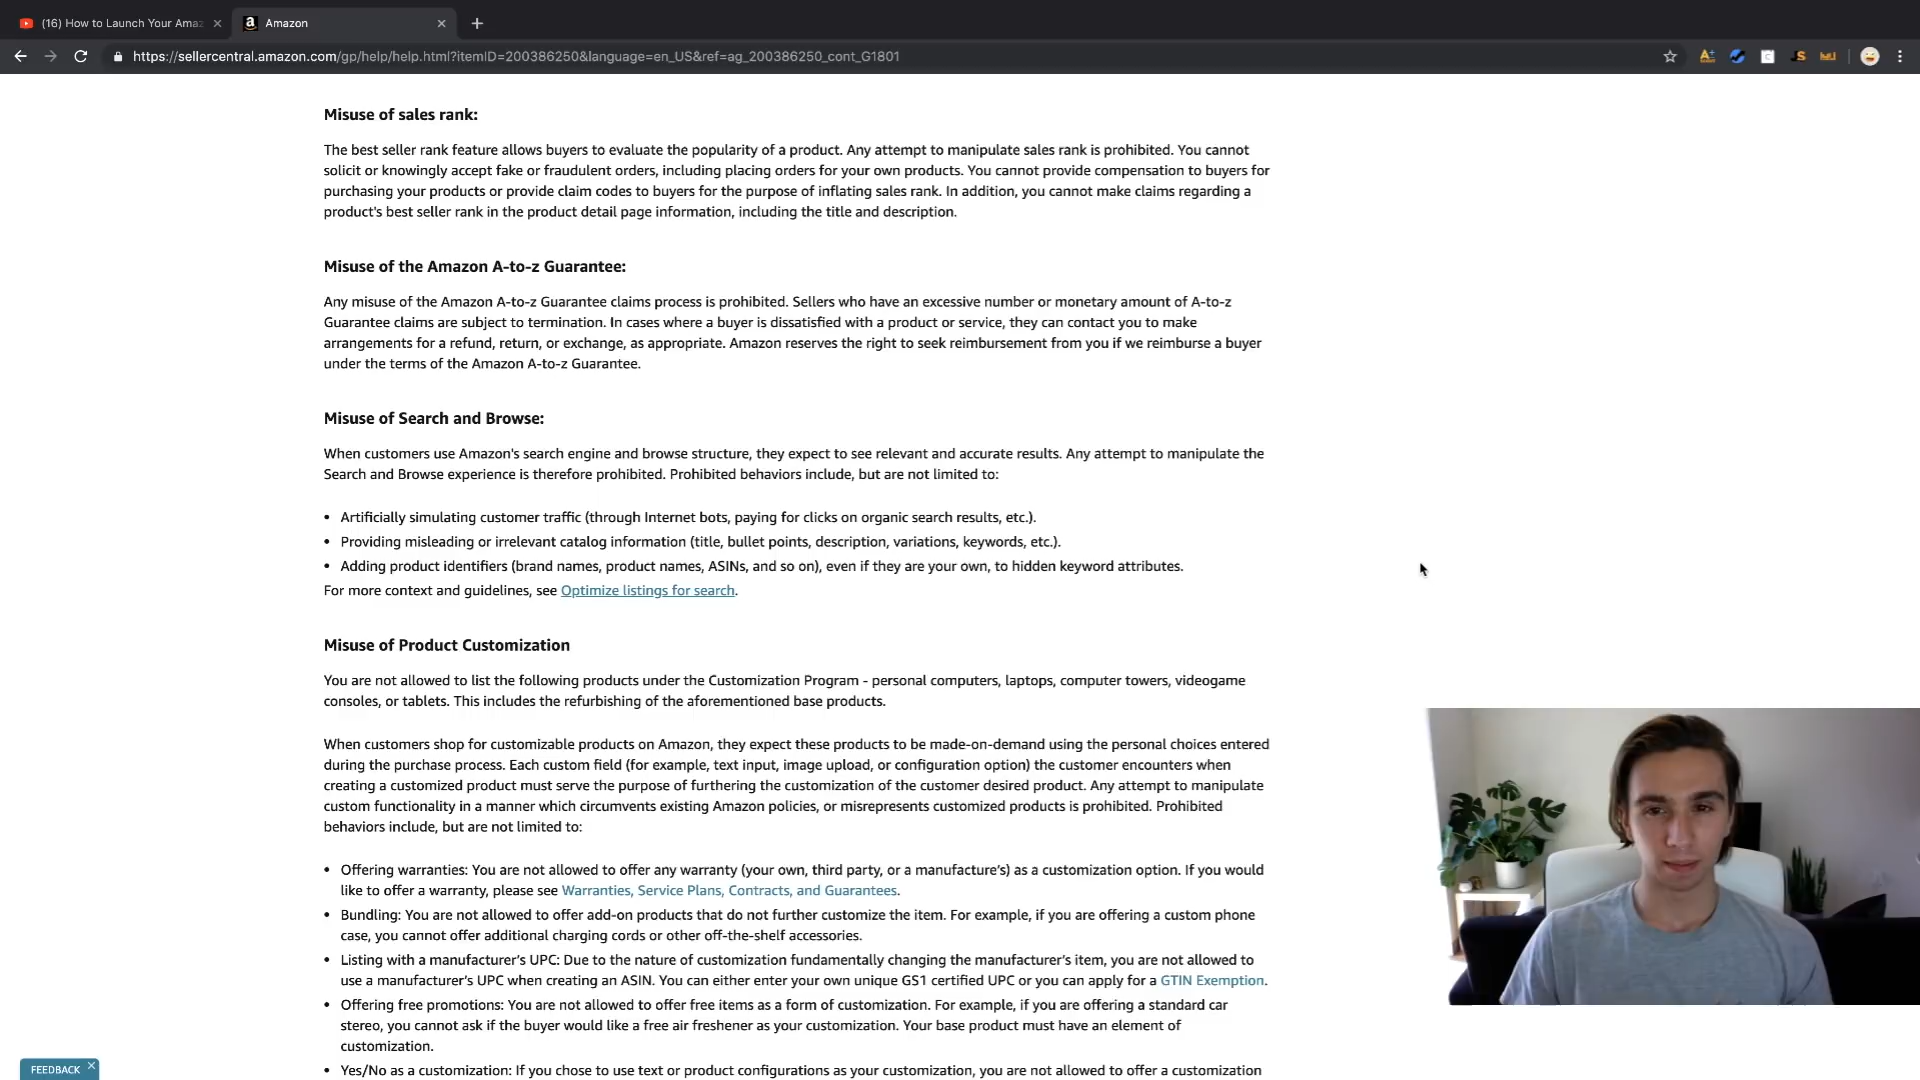 (16) How to Launch Your Amaz
Amazon
https://sellercentral.amazon.com/gp/help/help.html?itemID=200386250&language=en_US&ref=ag_200386250_cont_G1801
Misuse of sales rank:
The best seller rank feature allows buyers to evaluate the popularity of a product. Any attempt to manipulate sales rank is prohibited. You cannot
solicit or knowingly accept fake or fraudulent orders, including placing orders for your own products. You cannot provide compensation to buyers for
purchasing your products or provide claim codes to buyers for the purpose of inflating sales rank. In addition, you cannot make claims regarding a
product's best seller rank in the product detail page information, including the title and description.
Misuse of the Amazon A-to-z Guarantee:
Any misuse of the Amazon A-to-z Guarantee claims process is prohibited. Sellers who have an excessive number or monetary amount of A-to-z
Guarantee claims are subject to termination. In cases where a buyer is dissatisfied with a product or service, they can contact you to make
arrangements for a refund, return, or exchange, as appropriate. Amazon reserves the right to seek reimbursement from you if we reimburse a buyer
under the terms of the Amazon A-to-z Guarantee.
Misuse of Search and Browse:
When customers use Amazon's search engine and browse structure, they expect to see relevant and accurate results. Any attempt to manipulate the
Search and Browse experience is therefore prohibited. Prohibited behaviors include, but are not limited to:
• Artificially simulating customer traffic (through Internet bots, paying for clicks on organic search results, etc.).
• Providing misleading or irrelevant catalog information (title, bullet points, description, variations, keywords, etc.).
• Adding product identifiers (brand names, product names, ASINs, and so on), even if they are your own, to hidden keyword attributes.
For more context and guidelines, see Optimize listings for search.
Misuse of Product Customization
You are not allowed to list the following products under the Customization Program - personal computers, laptops, computer towers, videogame
consoles, or tablets. This includes the refurbishing of the aforementioned base products.
When customers shop for customizable products on Amazon, they expect these products to be made-on-demand using the personal choices entered
during the purchase process. Each custom field (for example, text input, image upload, or configuration option) the customer encounters when
creating a customized product must serve the purpose of furthering the customization of the customer desired product. Any attempt to manipulate
custom functionality in a manner which circumvents existing Amazon policies, or misrepresents customized products is prohibited. Prohibited
behaviors include, but are not limited to:
• Offering warranties: You are not allowed to offer any warranty (your own, third party, or a manufacture's) as a customization option. If you would
like to offer a warranty, please see Warranties, Service Plans, Contracts, and Guarantees.
• Bundling: You are not allowed to offer add-on products that do not further customize the item. For example, if you are offering a custom phone
case, you cannot offer additional charging cords or other off-the-shelf accessories.
• Listing with a manufacturer's UPC: Due to the nature of customization fundamentally changing the manufacturer's item, you are not allowed to
use a manufacturer's UPC when creating an ASIN. You can either enter your own unique GS1 certified UPC or you can apply for a GTIN Exemption.
• Offering free promotions: You are not allowed to offer free items as a form of customization. For example, if you are offering a standard car
stereo, you cannot ask if the buyer would like a free air freshener as your customization. Your base product must have an element of
customization.
• Yes/No as a customization: If you chose to use text or product configurations as your customization, you are not allowed to offer a customization
FEEDBACK